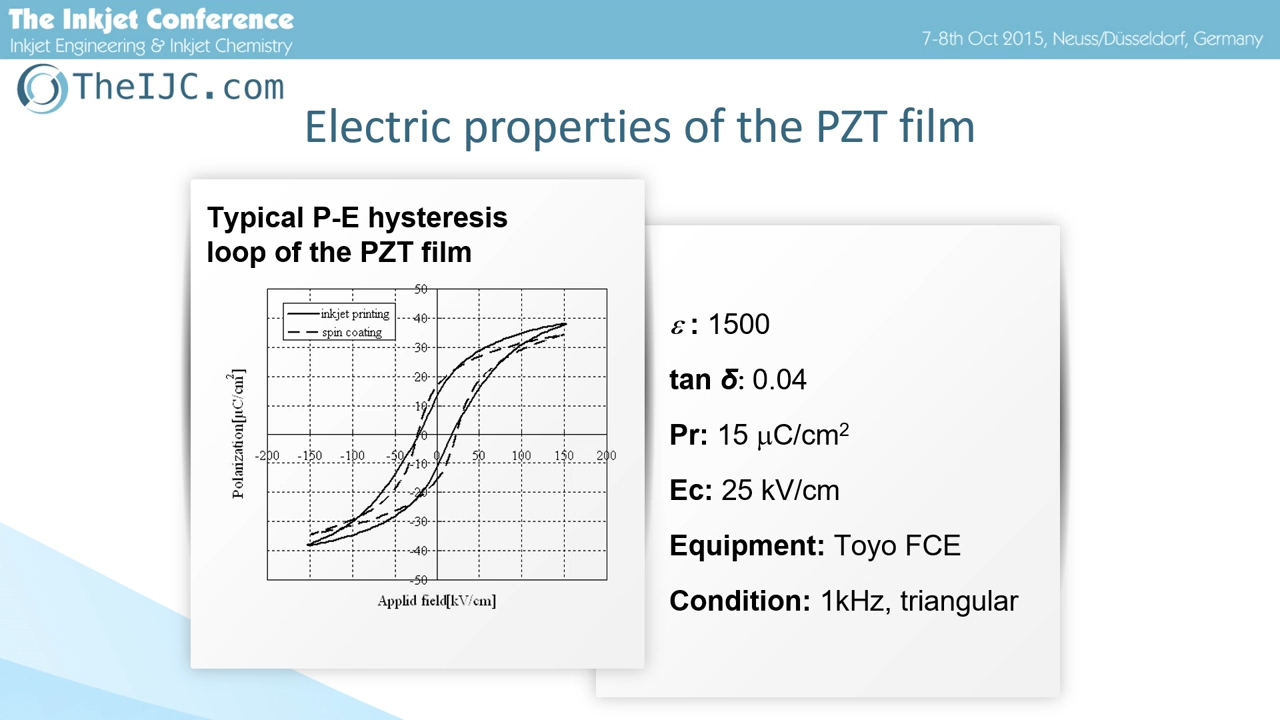 The Inkjet Conference
Inkjet Engineering & Inkjet Chemistry
7-8th Oct 2015, Neuss/Düsseldorf, Germany
TheIJC.com
Electric properties of the PZT film
Typical P-E hysteresis
loop of the PZT film
inkjet printing
spin coating
50
40
30
20
10
0
-10
-20
-30
-40
-50
-200 -150 -100 -50 0 50 100 150 200
Polarization[μC/cm²]
Applid field[kV/cm]
ε : 1500
tan δ: 0.04
Pr: 15 μC/cm²
Ec: 25 kV/cm
Equipment: Toyo FCE
Condition: 1kHz, triangular